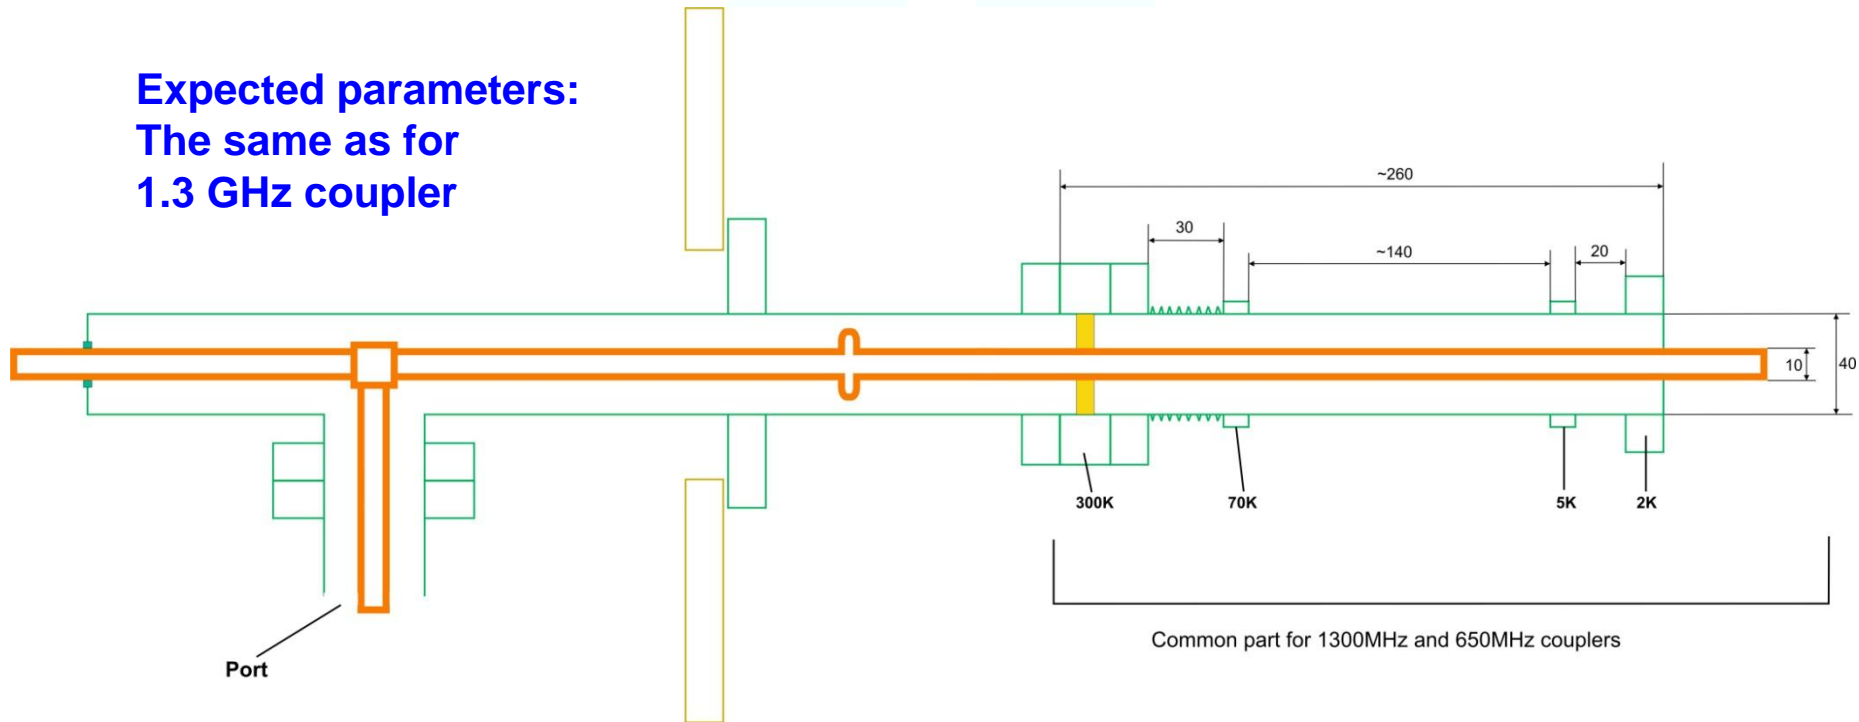 Expected parameters:
The same as for
1.3 GHz coupler
~260
30
~140
20
10
40
300K
70K
5K
2K
Common part for 1300MHz and 650MHz couplers
Port